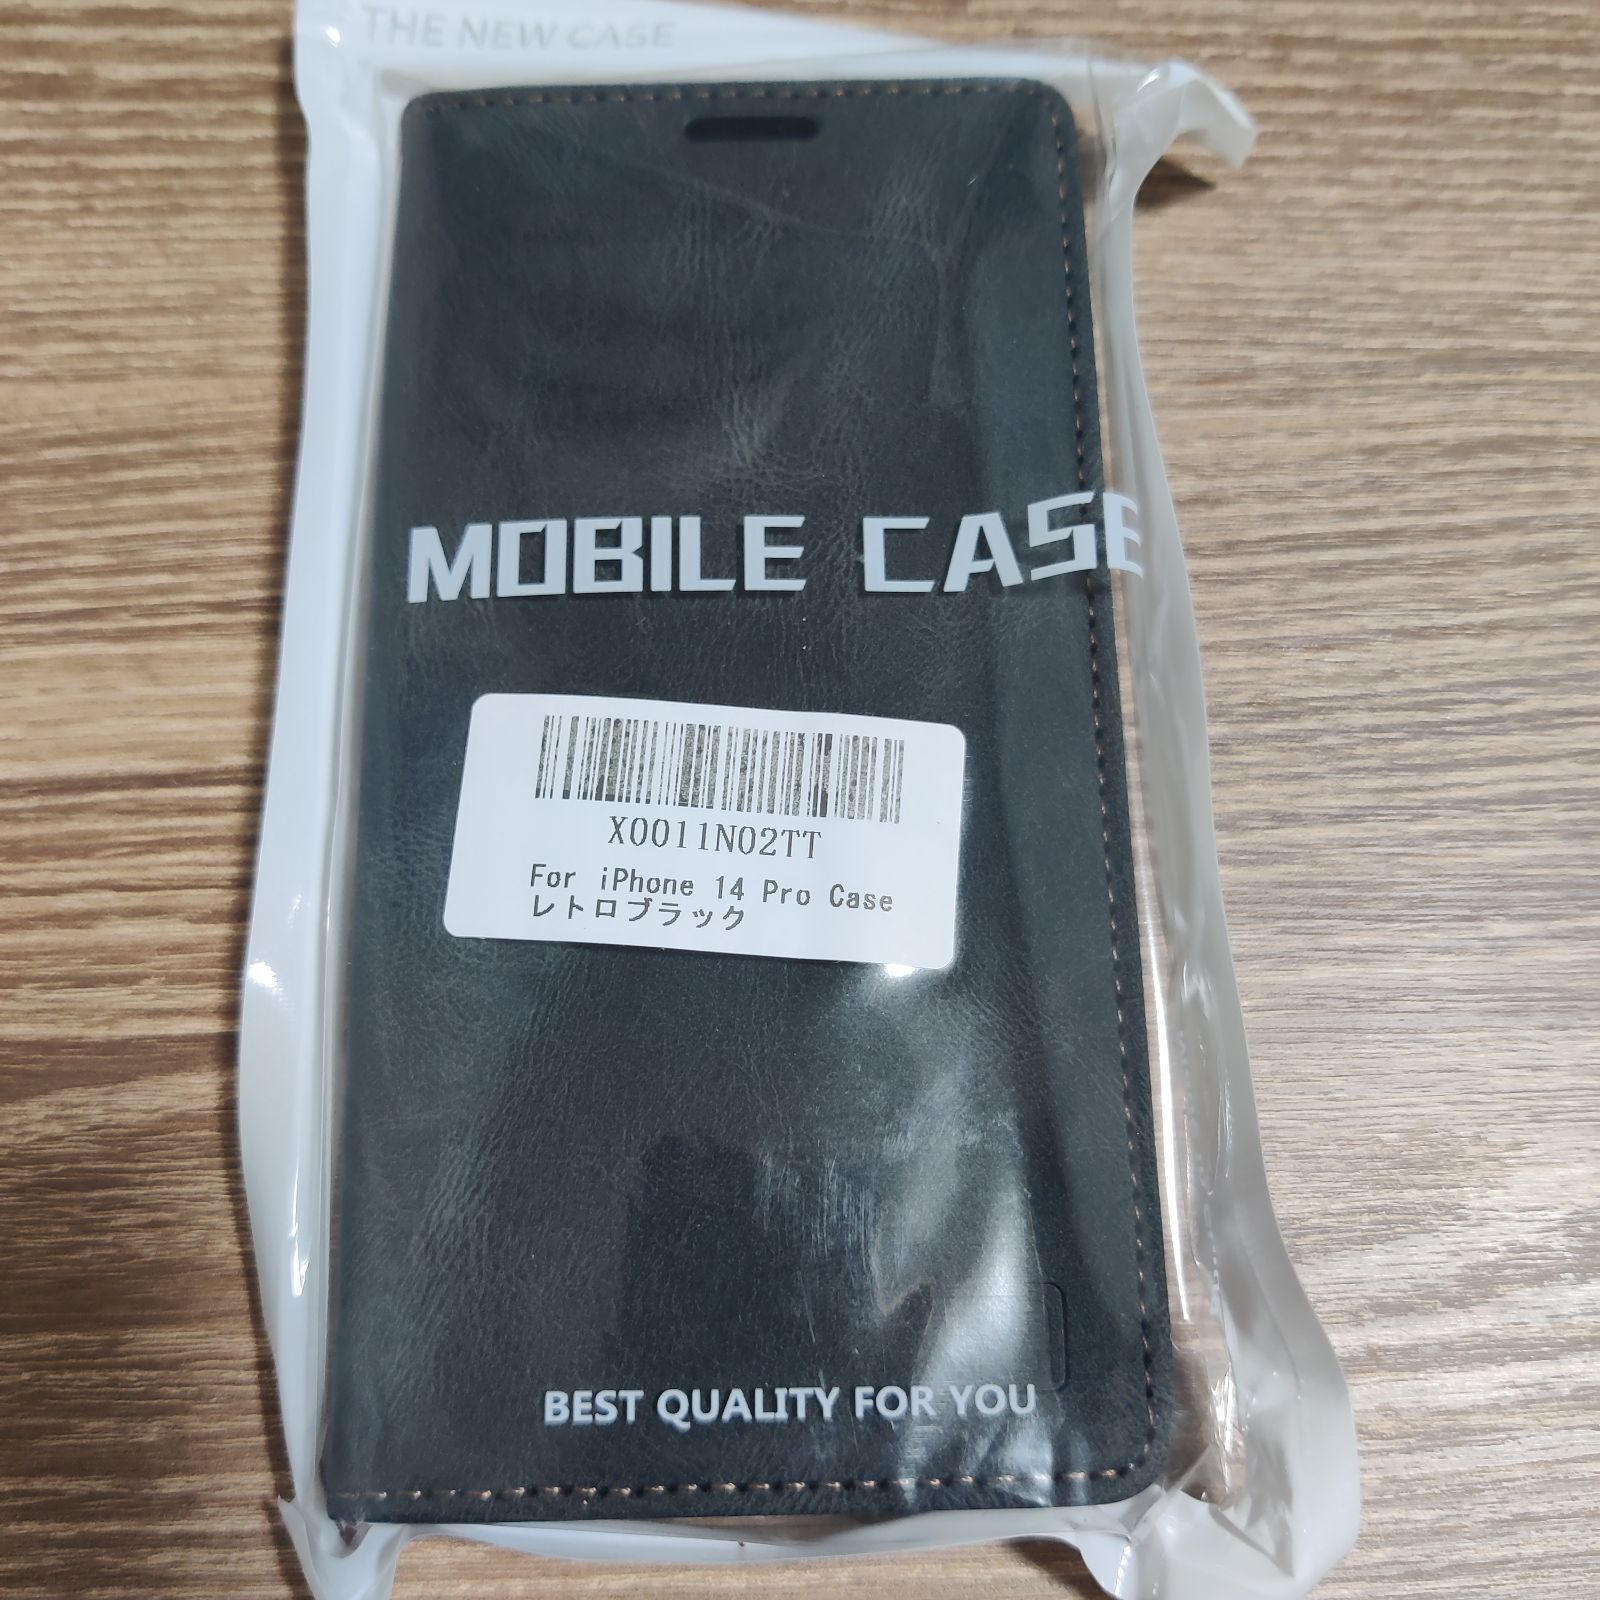 THE NEW CASE
MOBILE CASE
X0011N02TT
For iPhone 14 Pro Case
レトロブラック
BEST QUALITY FOR YOU